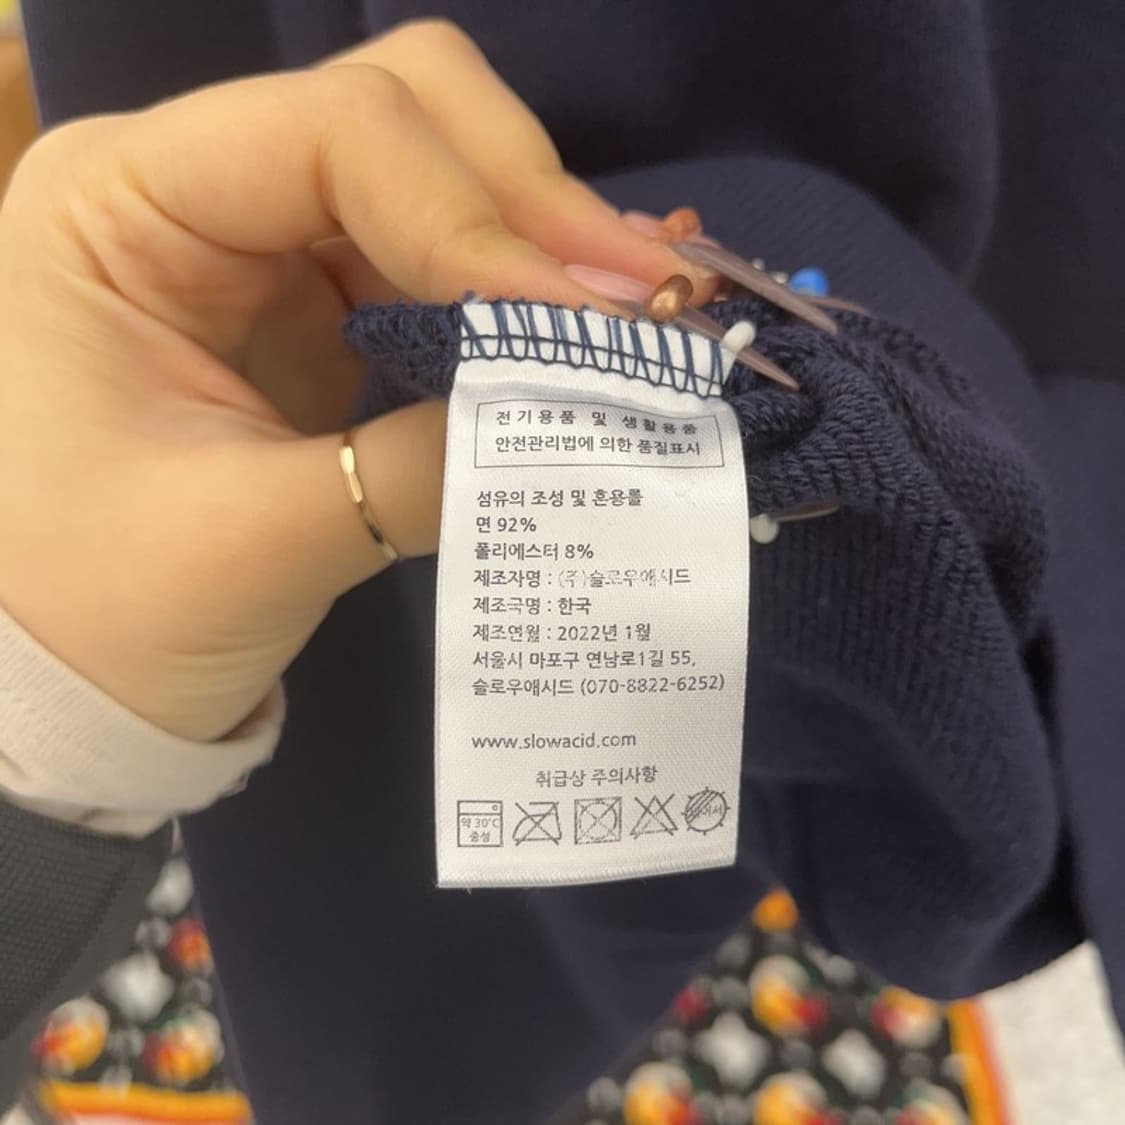 전기용품 및 생활용품
안전관리법에 의한 품질표시
섬유의 조성 및 혼용률
면 92%
폴리에스터 8%
제조자명 : (주)슬로우애시드
제조국명 : 한국
제조연월 : 2022년 1월
서울시 마포구 연남로1길 55,
슬로우애시드 (070-8822-6252)
www.slowacid.com
취급상 주의사항
약 30℃
중성